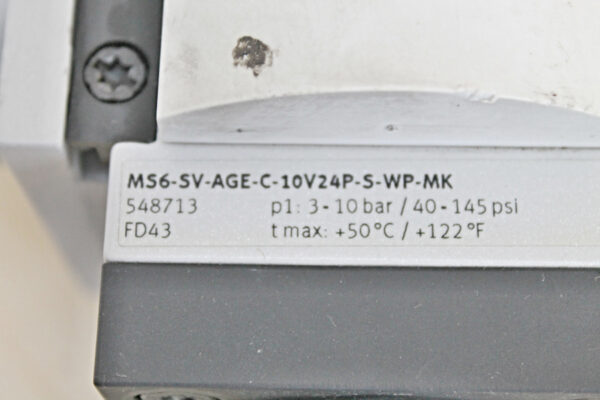 MS6-SV-AGE-C-10V24P-S-WP-MK
548713 p1: 3-10 bar / 40-145 psi
FD43 t max: +50°C / +122°F